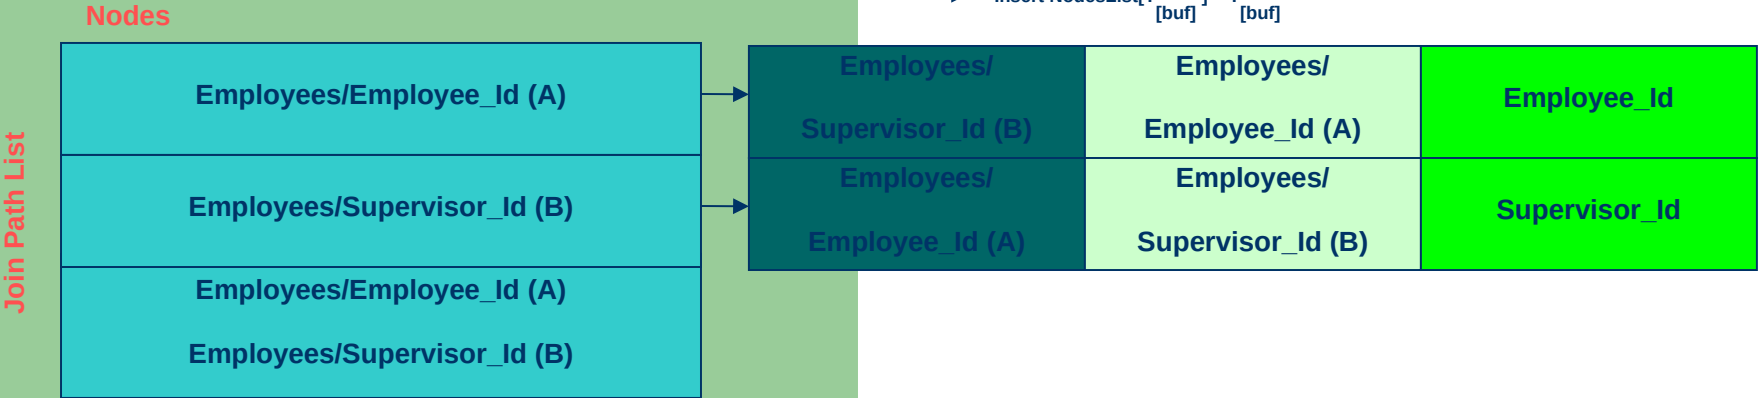 Nodes
[buf] [buf]
Join Path List
Employees/Employee_Id (A)
Employees/
Supervisor_Id (B)
Employees/
Employee_Id (A)
Employee_Id
Employees/Supervisor_Id (B)
Employees/
Employee_Id (A)
Employees/
Supervisor_Id (B)
Supervisor_Id
Employees/Employee_Id (A)
Employees/Supervisor_Id (B)